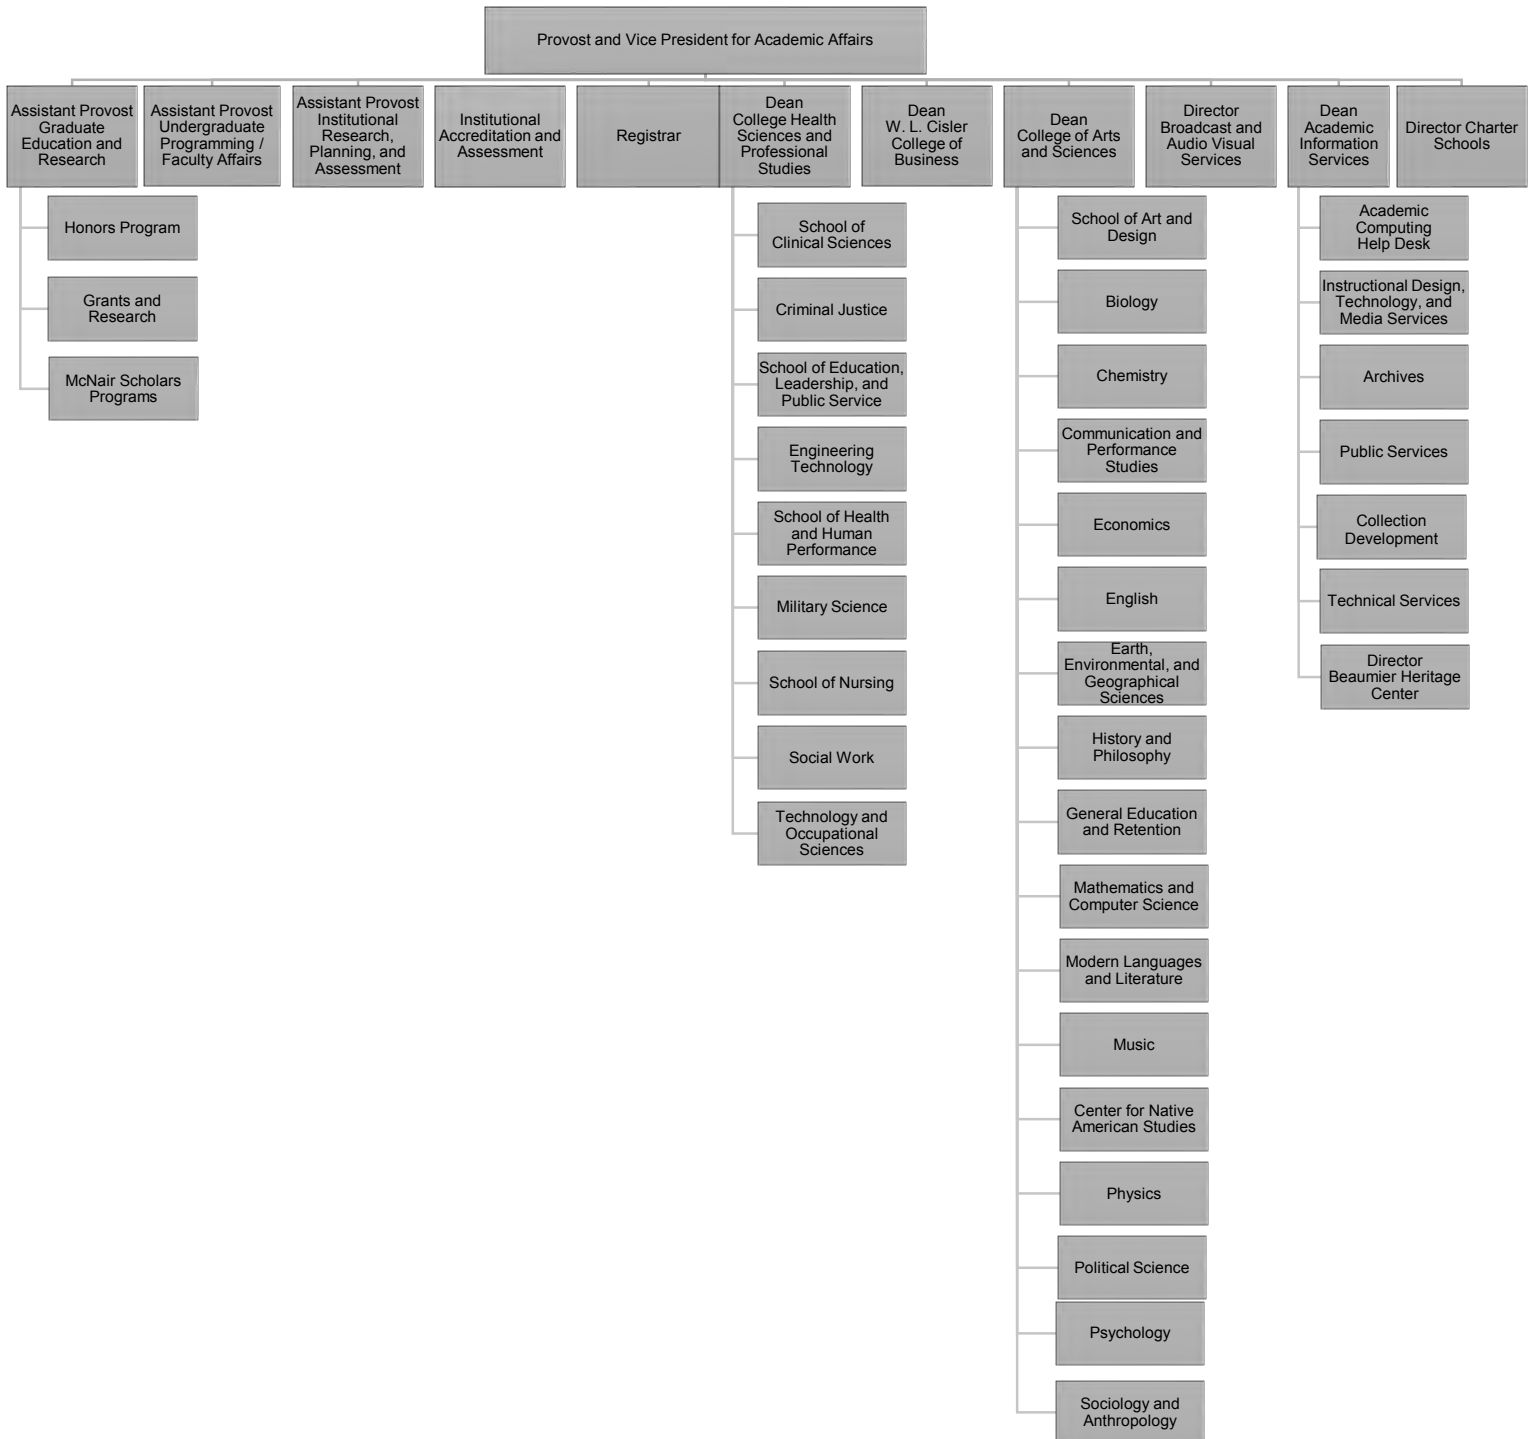 Provost and Vice President for Academic Affairs
Assistant Provost
Graduate
Education and
Research
Assistant Provost
Undergraduate
Programming /
Faculty Affairs
Assistant Provost
Institutional
Research,
Planning, and
Assessment
Institutional
Accreditation and
Assessment
Registrar
Dean
College Health
Sciences and
Professional
Studies
Dean
W. L. Cisler
College of
Business
Dean
College of Arts
and Sciences
Director
Broadcast and
Audio Visual
Services
Dean
Academic
Information
Services
Director Charter
Schools
Honors Program
Grants and
Research
McNair Scholars
Programs
School of
Clinical Sciences
Criminal Justice
School of Education,
Leadership, and
Public Service
Engineering
Technology
School of Health
and Human
Performance
Military Science
School of Nursing
Social Work
Technology and
Occupational
Sciences
School of Art and
Design
Biology
Chemistry
Communication and
Performance
Studies
Economics
English
Earth,
Environmental, and
Geographical
Sciences
History and
Philosophy
General Education
and Retention
Mathematics and
Computer Science
Modern Languages
and Literature
Music
Center for Native
American Studies
Physics
Political Science
Psychology
Sociology and
Anthropology
Academic
Computing
Help Desk
Instructional Design,
Technology, and
Media Services
Archives
Public Services
Collection
Development
Technical Services
Director
Beaumier Heritage
Center